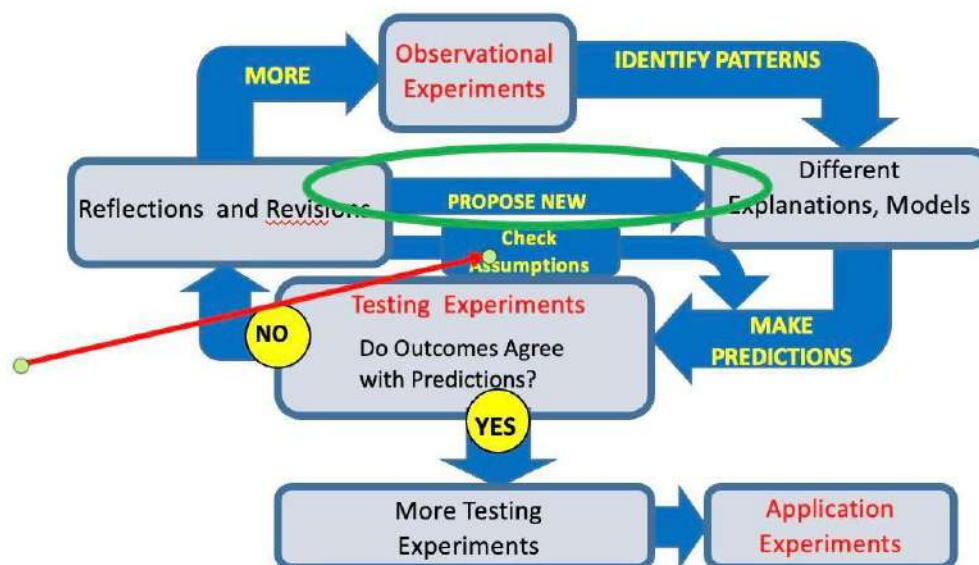 Observational
Experiments
MORE
IDENTIFY PATTERNS
Different
Explanations, Models
Reflections and Revisions
PROPOSE NEW
Check
Assumptions
Testing Experiments
NO
Do Outcomes Agree
with Predictions?
MAKE
PREDICTIONS
YES
More Testing
Experiments
Application
Experiments